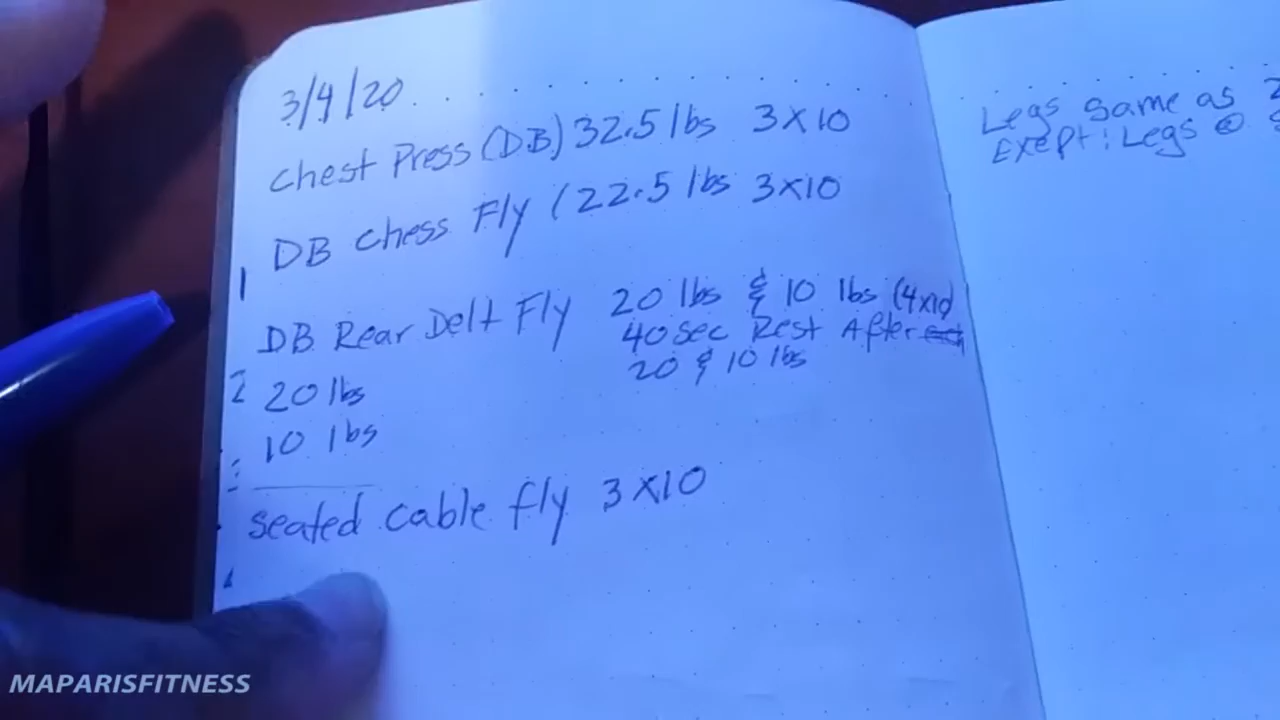 3/4/20
Chest Press (DB) 32.5 lbs 3x10
DB Chess Fly (22.5 lbs 3x10
DB Rear Delt Fly 20 lbs & 10 lbs (4x10)
40 sec Rest After
20 & 10 lbs
20 lbs
10 lbs
Seated cable fly 3x10
Legs Same as
Exept: Legs @
MAPARISFITNESS